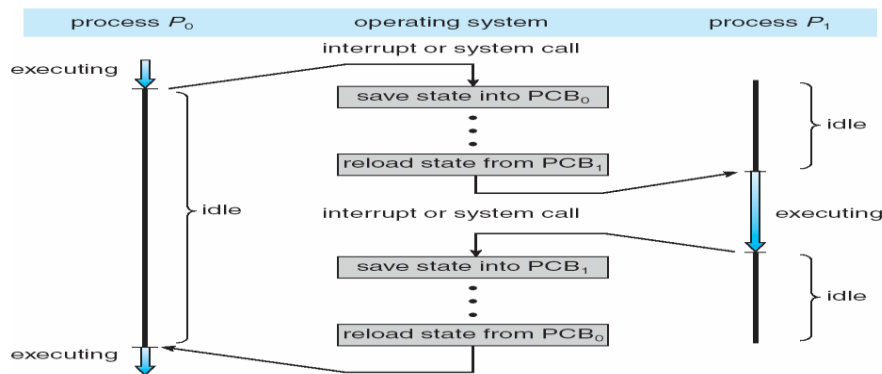 process P₀ operating system process P₁
interrupt or system call
executing
save state into PCB₀
idle
reload state from PCB₁
idle
interrupt or system call
executing
save state into PCB₁
idle
reload state from PCB₀
executing